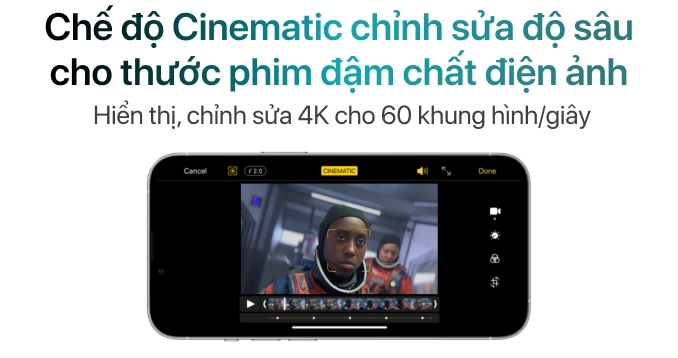 Chế độ Cinematic chỉnh sửa độ sâu
cho thước phim đậm chất điện ảnh
Hiển thị, chỉnh sửa 4K cho 60 khung hình/giây
Cancel f 2.0 CINEMATIC Done